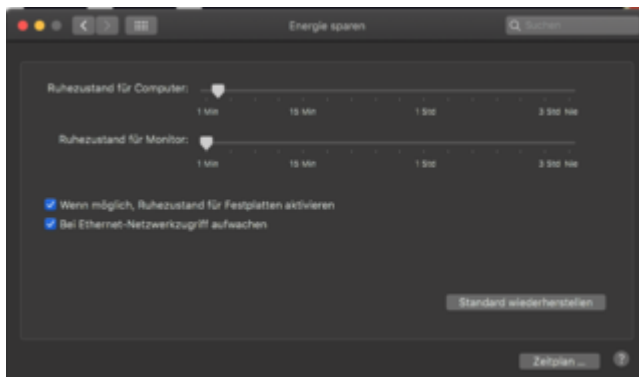 Energie sparen
Suchen
Ruhezustand für Computer:
1 Min 15 Min 1 Std 3 Std Nie
Ruhezustand für Monitor:
1 Min 15 Min 1 Std 3 Std Nie
Wenn möglich, Ruhezustand für Festplatten aktivieren
Bei Ethernet-Netzwerkzugriff aufwachen
Standard wiederherstellen
Zeitplan ... ?